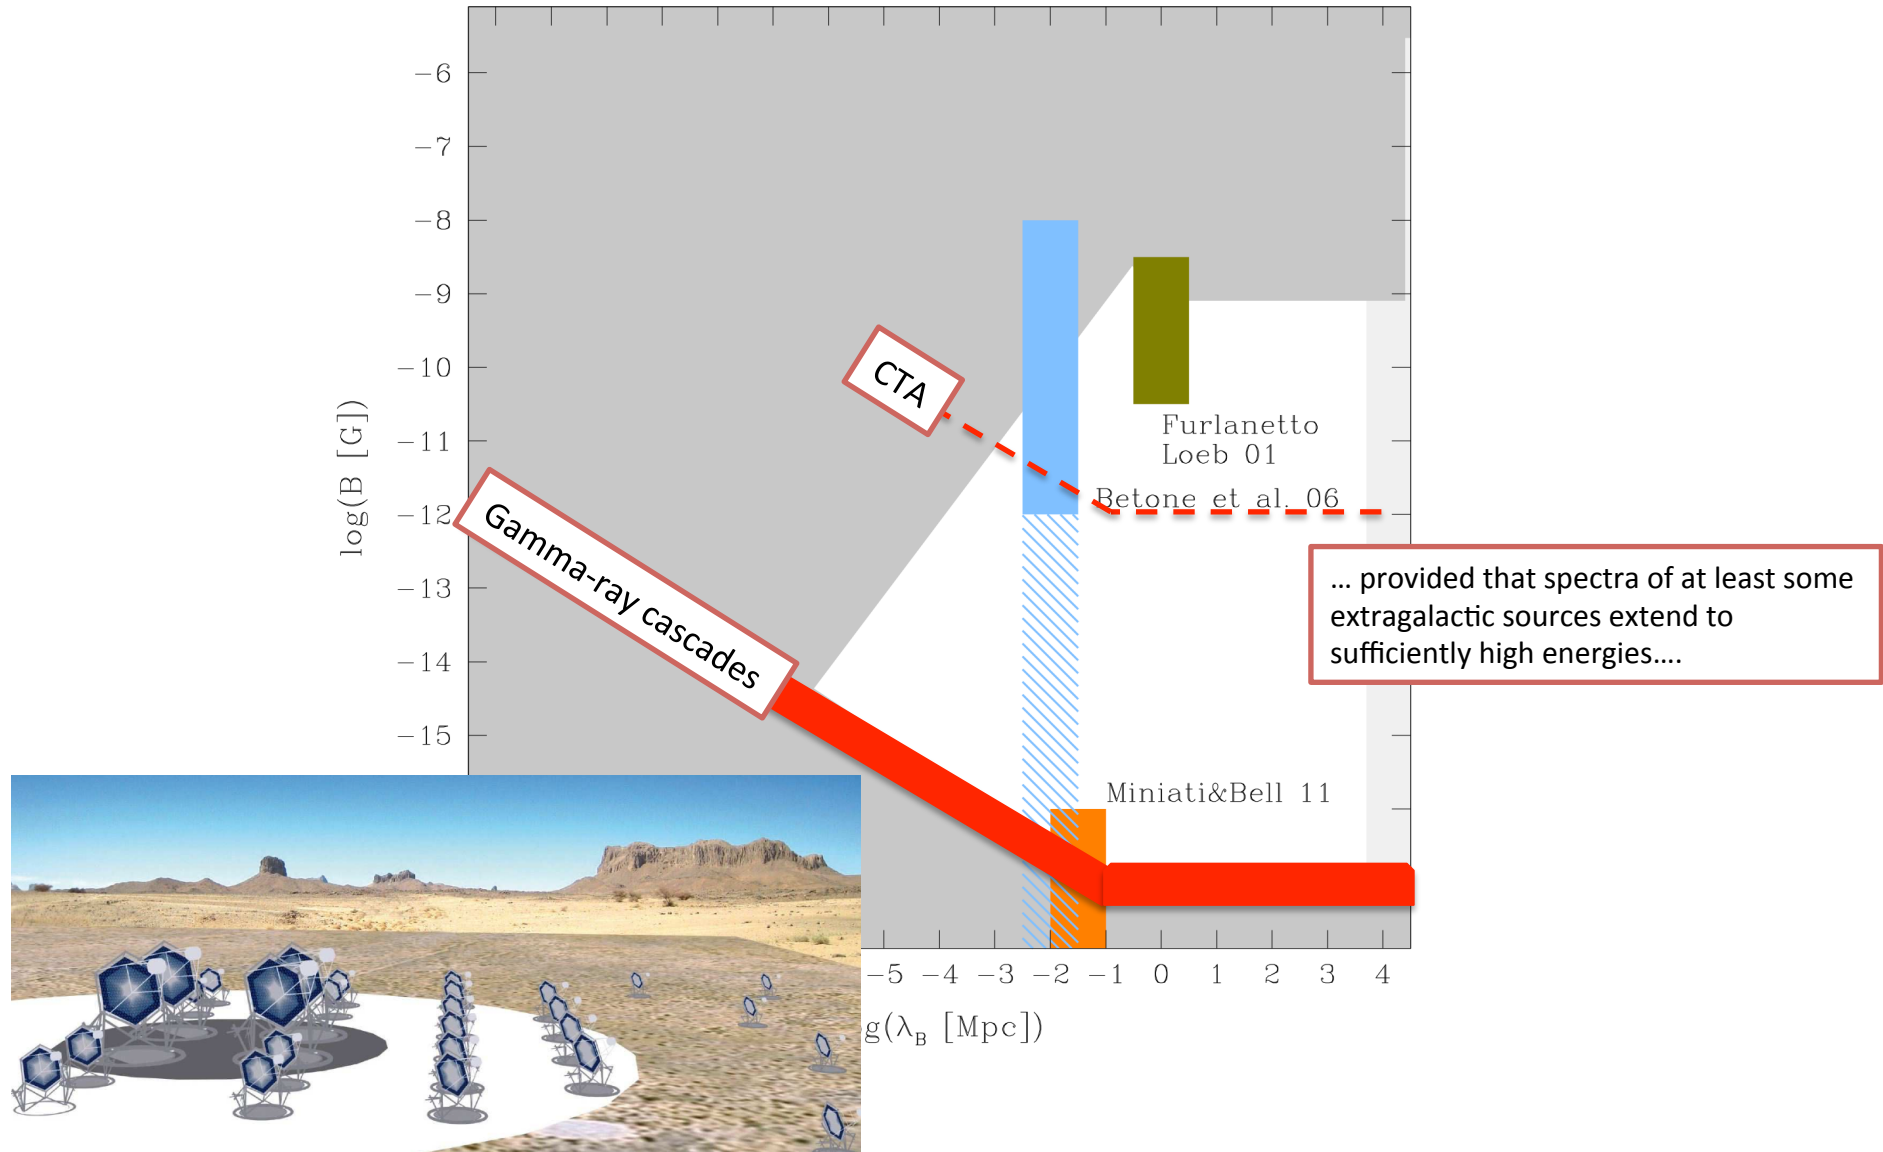 −6
−7
−8
−9
−10
−11
−12
−13
−14
−15
log(B [G])
CTA
Gamma-ray cascades
Furlanetto
Loeb 01
Betone et al. 06
… provided that spectra of at least some
extragalactic sources extend to
sufficiently high energies….
Miniati&Bell 11
−5 −4 −3 −2 −1 0 1 2 3 4
g(λ_B [Mpc])